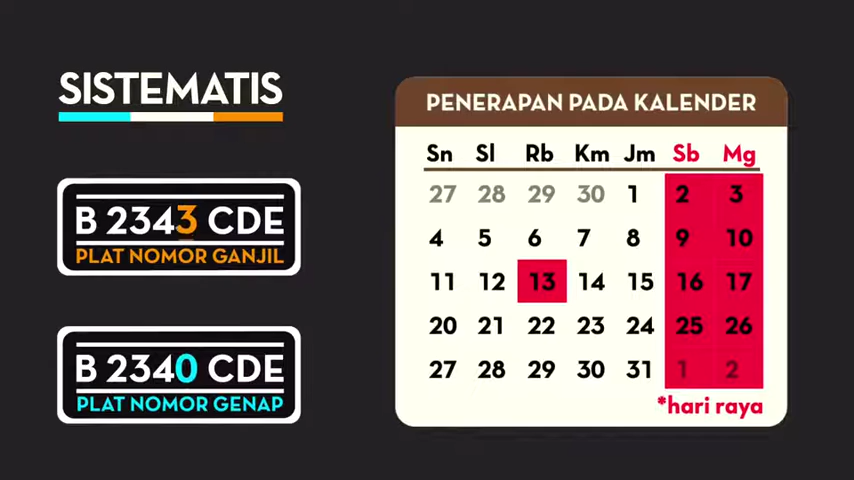 SISTEMATIS
B 2343 CDE
PLAT NOMOR GANJIL
B 2340 CDE
PLAT NOMOR GENAP
PENERAPAN PADA KALENDER
Sn Sl Rb Km Jm Sb Mg
27 28 29 30 1 2 3
4 5 6 7 8 9 10
11 12 13 14 15 16 17
20 21 22 23 24 25 26
27 28 29 30 31 1 2
*hari raya